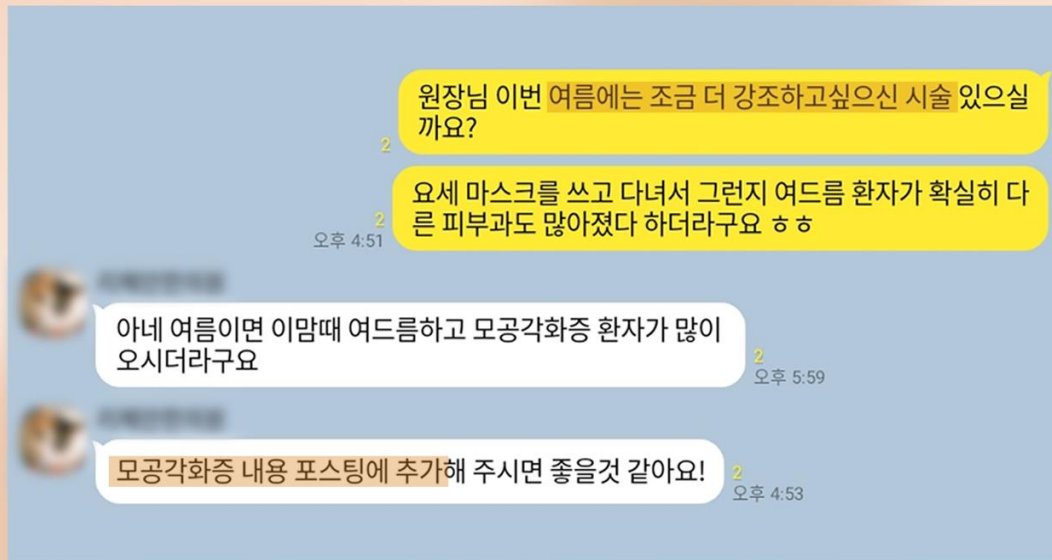 원장님 이번 여름에는 조금 더 강조하고싶으신 시술 있으실
까요?
2
요세 마스크를 쓰고 다녀서 그런지 여드름 환자가 확실히 다
른 피부과도 많아졌다 하더라구요 ㅎㅎ
2
오후 4:51
아네 여름이면 이맘때 여드름하고 모공각화증 환자가 많이
오시더라구요
2
오후 5:59
모공각화증 내용 포스팅에 추가해 주시면 좋을것 같아요!
2
오후 4:53